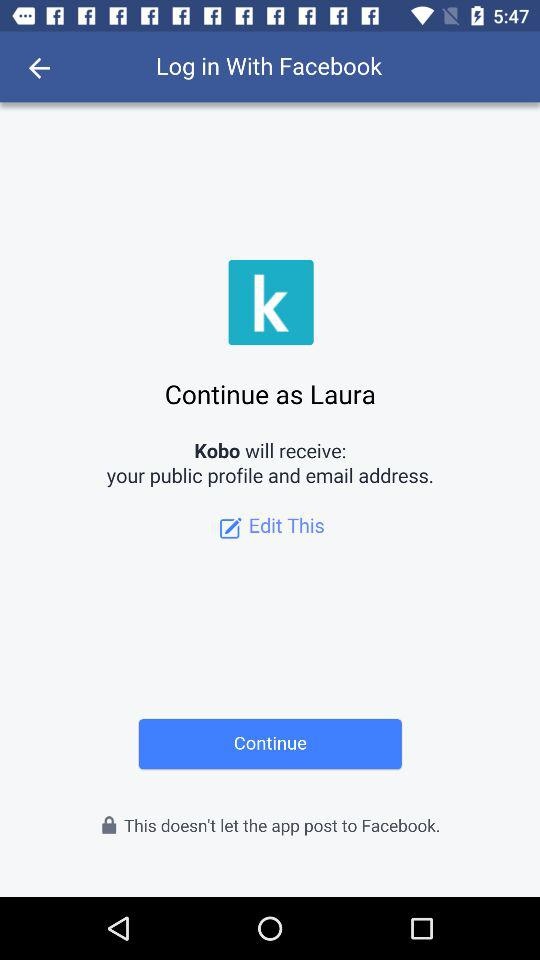 5:47
Log in With Facebook
k
Continue as Laura
Kobo will receive:
your public profile and email address.
Edit This
Continue
This doesn't let the app post to Facebook.